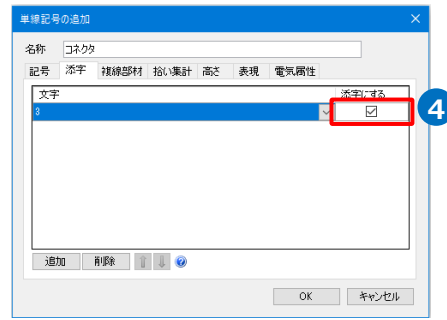 単線記号の追加
名称 コネクタ
記号 添字 複線部材 拾い集計 高さ 表現 電気属性
文字 添字にする
3
4
追加 削除
OK キャンセル